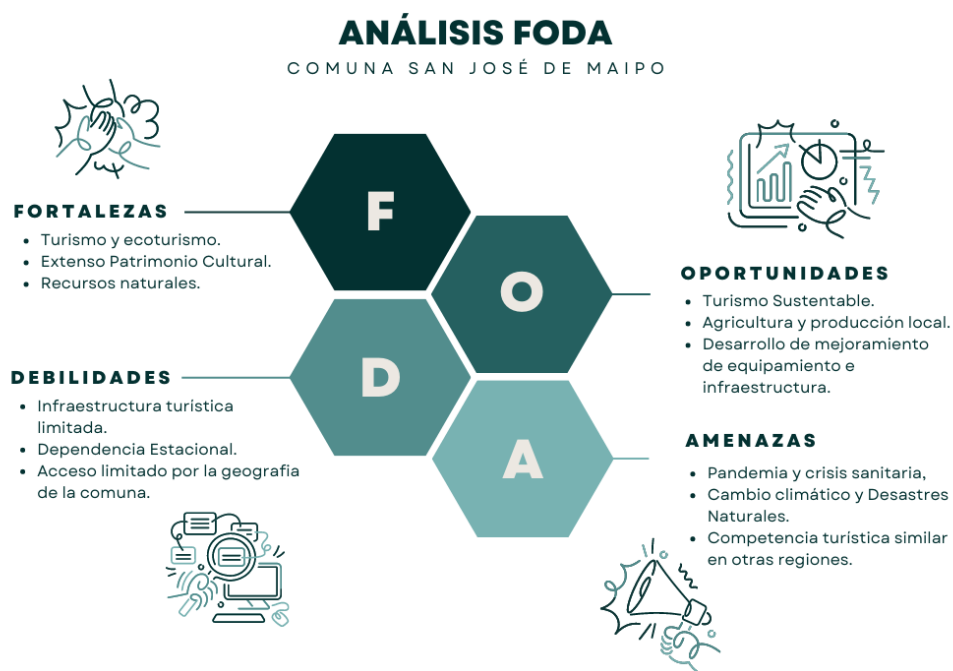 ANÁLISIS FODA
COMUNA SAN JOSÉ DE MAIPO
F
FORTALEZAS
• Turismo y ecoturismo.
• Extenso Patrimonio Cultural.
• Recursos naturales.
O
OPORTUNIDADES
• Turismo Sustentable.
• Agricultura y producción local.
• Desarrollo de mejoramiento
de equipamiento e
infraestructura.
D
DEBILIDADES
• Infraestructura turística
limitada.
• Dependencia Estacional.
• Acceso limitado por la geografia
de la comuna.
A
AMENAZAS
• Pandemia y crisis sanitaria,
• Cambio climático y Desastres
Naturales.
• Competencia turística similar
en otras regiones.